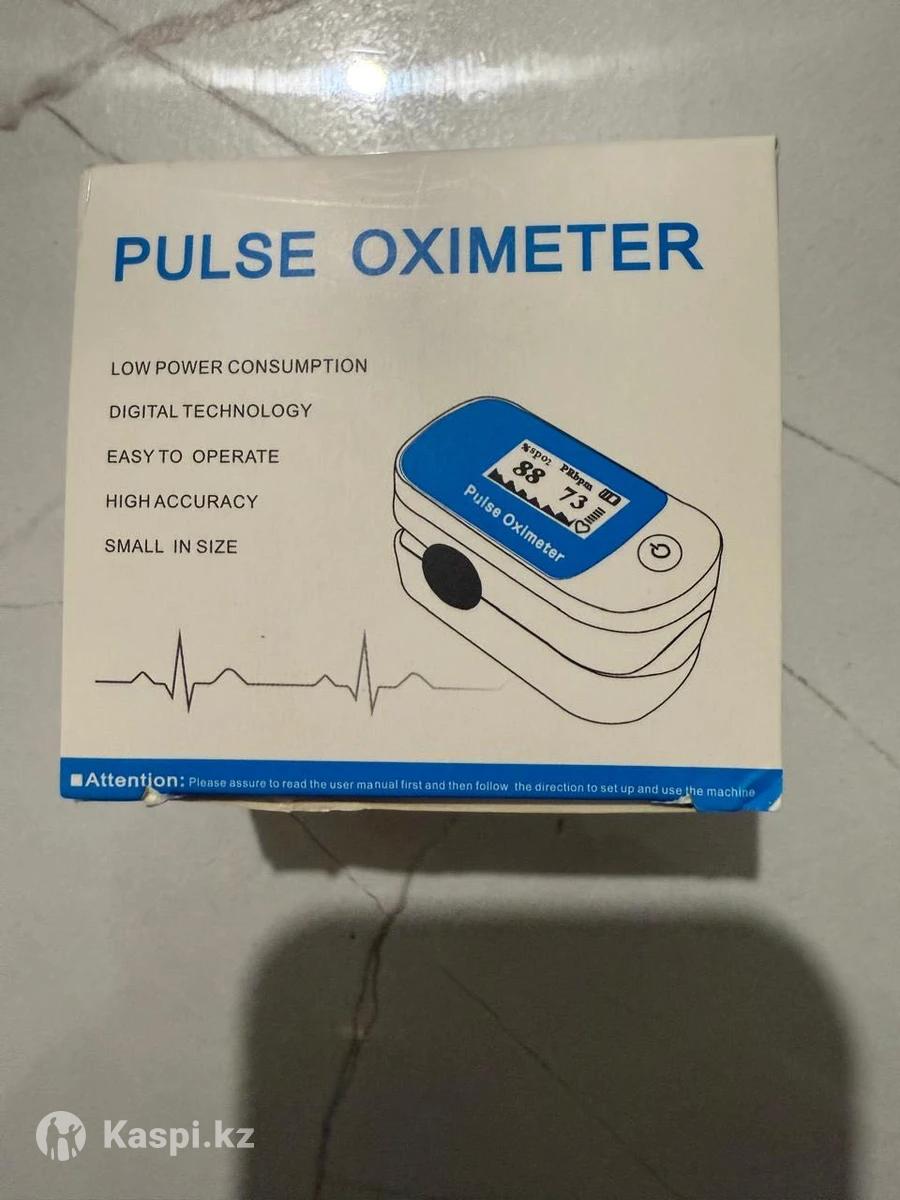 PULSE OXIMETER
LOW POWER CONSUMPTION
DIGITAL TECHNOLOGY
EASY TO OPERATE
HIGH ACCURACY
SMALL IN SIZE
%spo2 PRbpm
88 73
Pulse Oximeter
Attention: Please assure to read the user manual first and then follow the direction to set up and use the machine
Kaspi.kz